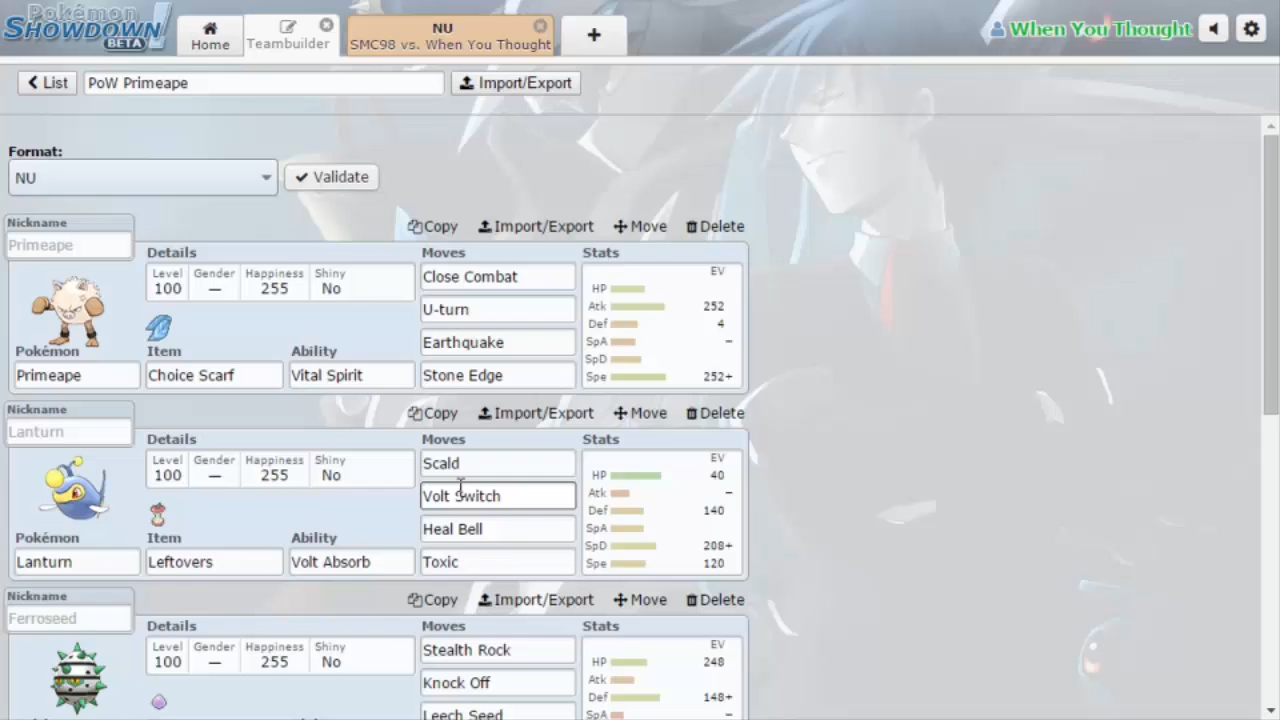 Pokémon
SHOWDOWN!
BETA
Home
Teambuilder
NU
SMC98 vs. When You Thought
+
When You Thought
List
PoW Primeape
Import/Export
Format:
NU
Validate
Nickname
Primeape
Copy Import/Export Move Delete
Details
Moves
Stats
Level Gender Happiness Shiny
100 — 255 No
Close Combat
U-turn
Earthquake
Stone Edge
EV
HP
Atk 252
Def 4
SpA –
SpD
Spe 252+
Pokémon Item Ability
Primeape Choice Scarf Vital Spirit
Nickname
Lanturn
Copy Import/Export Move Delete
Details
Moves
Stats
Level Gender Happiness Shiny
100 — 255 No
Scald
Volt Switch
Heal Bell
Toxic
EV
HP 40
Atk –
Def 140
SpA
SpD 208+
Spe 120
Pokémon Item Ability
Lanturn Leftovers Volt Absorb
Nickname
Ferroseed
Copy Import/Export Move Delete
Details
Moves
Stats
Level Gender Happiness Shiny
100 — 255 No
Stealth Rock
Knock Off
Leech Seed
EV
HP 248
Atk
Def 148+
SpA –